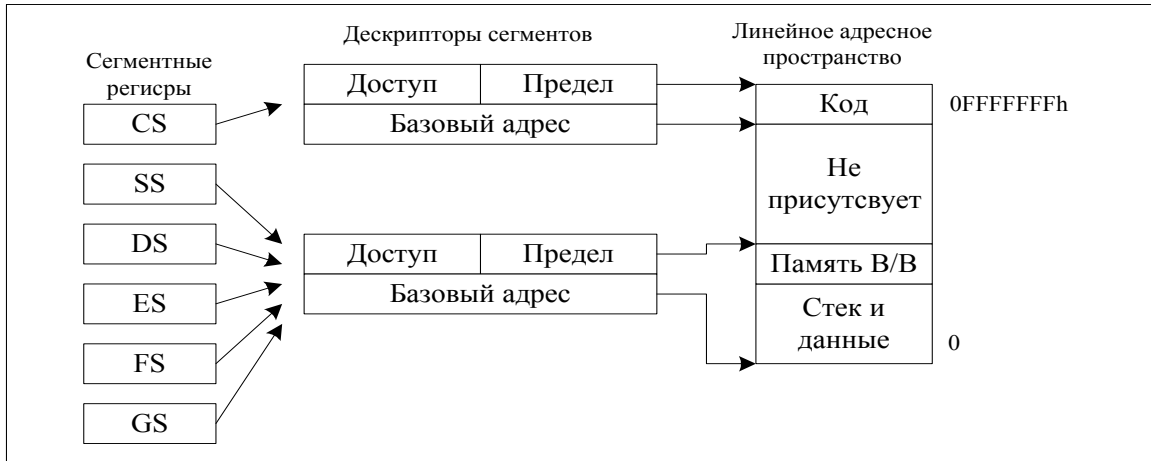 Сегментные
регисры
CS
SS
DS
ES
FS
GS
Дескрипторы сегментов
Доступ
Предел
Базовый адрес
Доступ
Предел
Базовый адрес
Линейное адресное
пространство
Код
0FFFFFFFh
Не
присутсвует
Память В/В
Стек и
данные
0